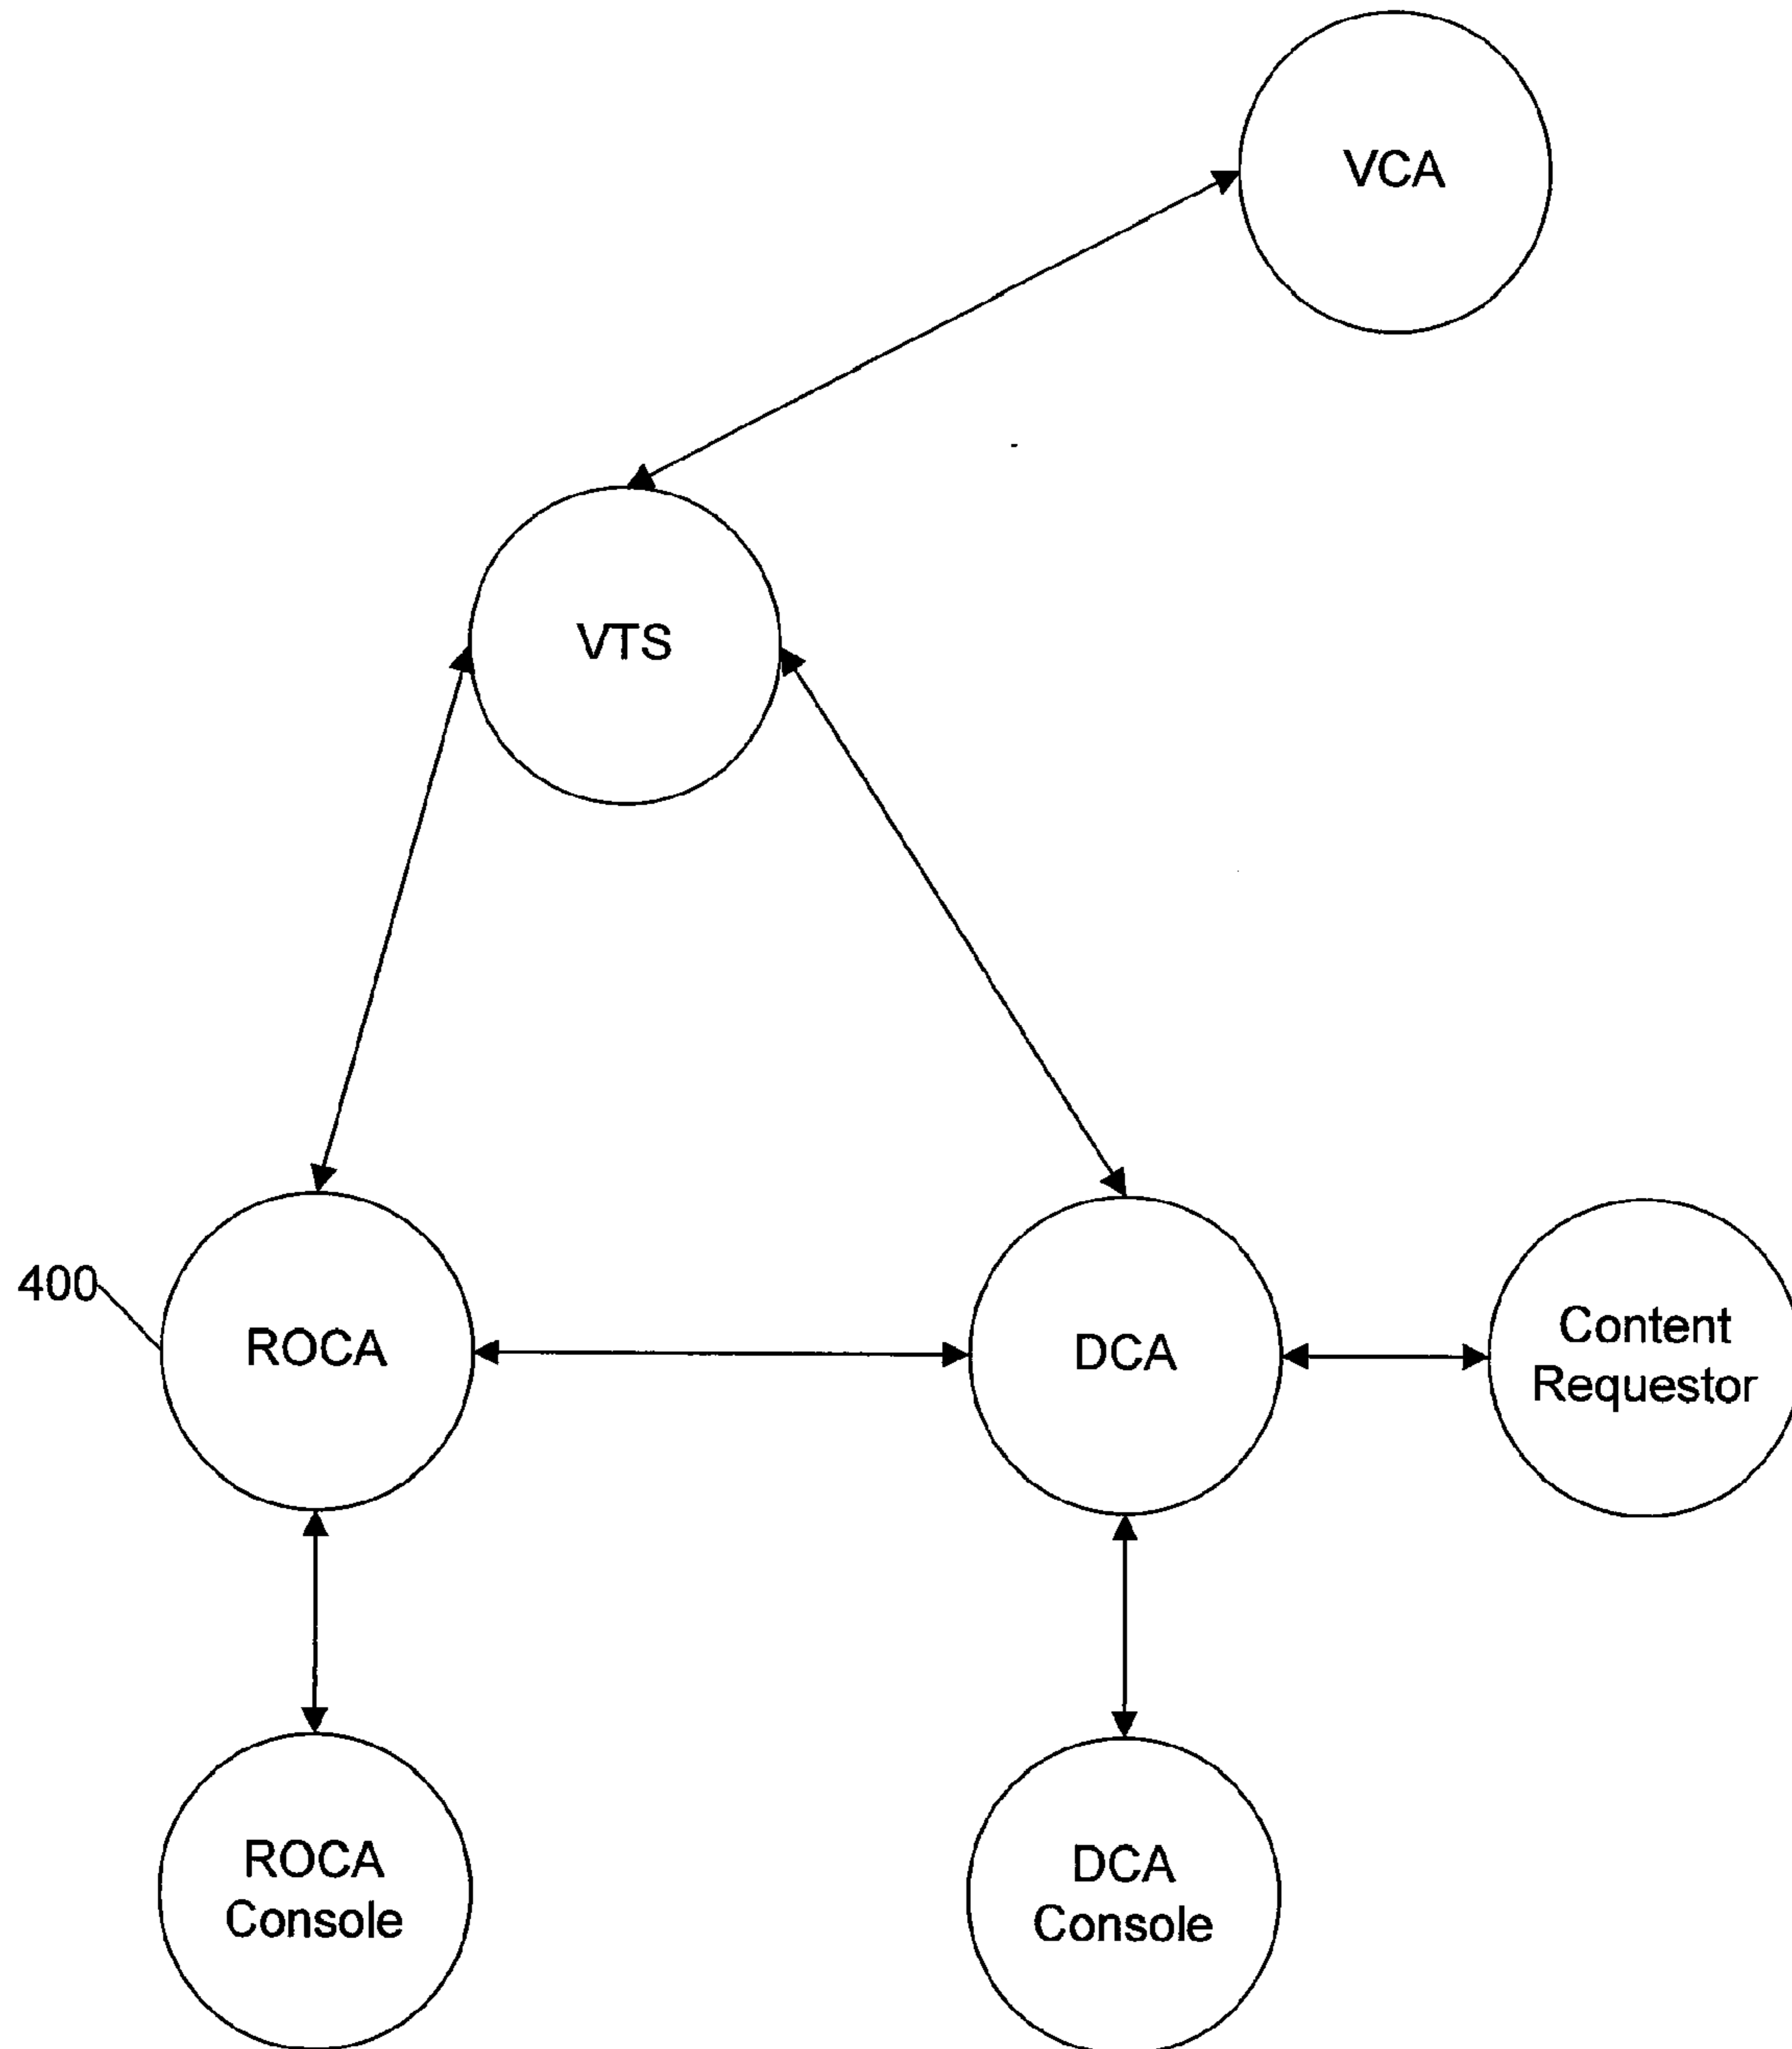 VCA
VTS
400
ROCA
DCA
Content
Requestor
ROCA
Console
DCA
Console